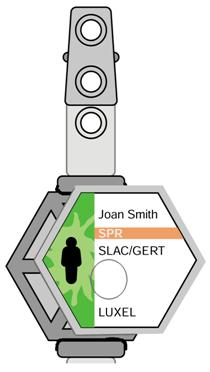 Joan Smith
SPR
SLAC/GERT
LUXEL